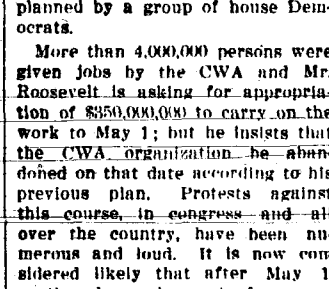 planned by a group of house Dem-
ocrats.
More than 4,000,000 persons were
given jobs by the CWA and Mr.
Roosevelt is asking for appropria-
tion of $350,000,000 to carry on the
work to May 1; but he insists that
the CWA organization be aban-
doned on that date according to his
previous plan. Protests against
this course, in congress and all
over the country, have been nu-
merous and loud. It is now con-
sidered likely that after May 1